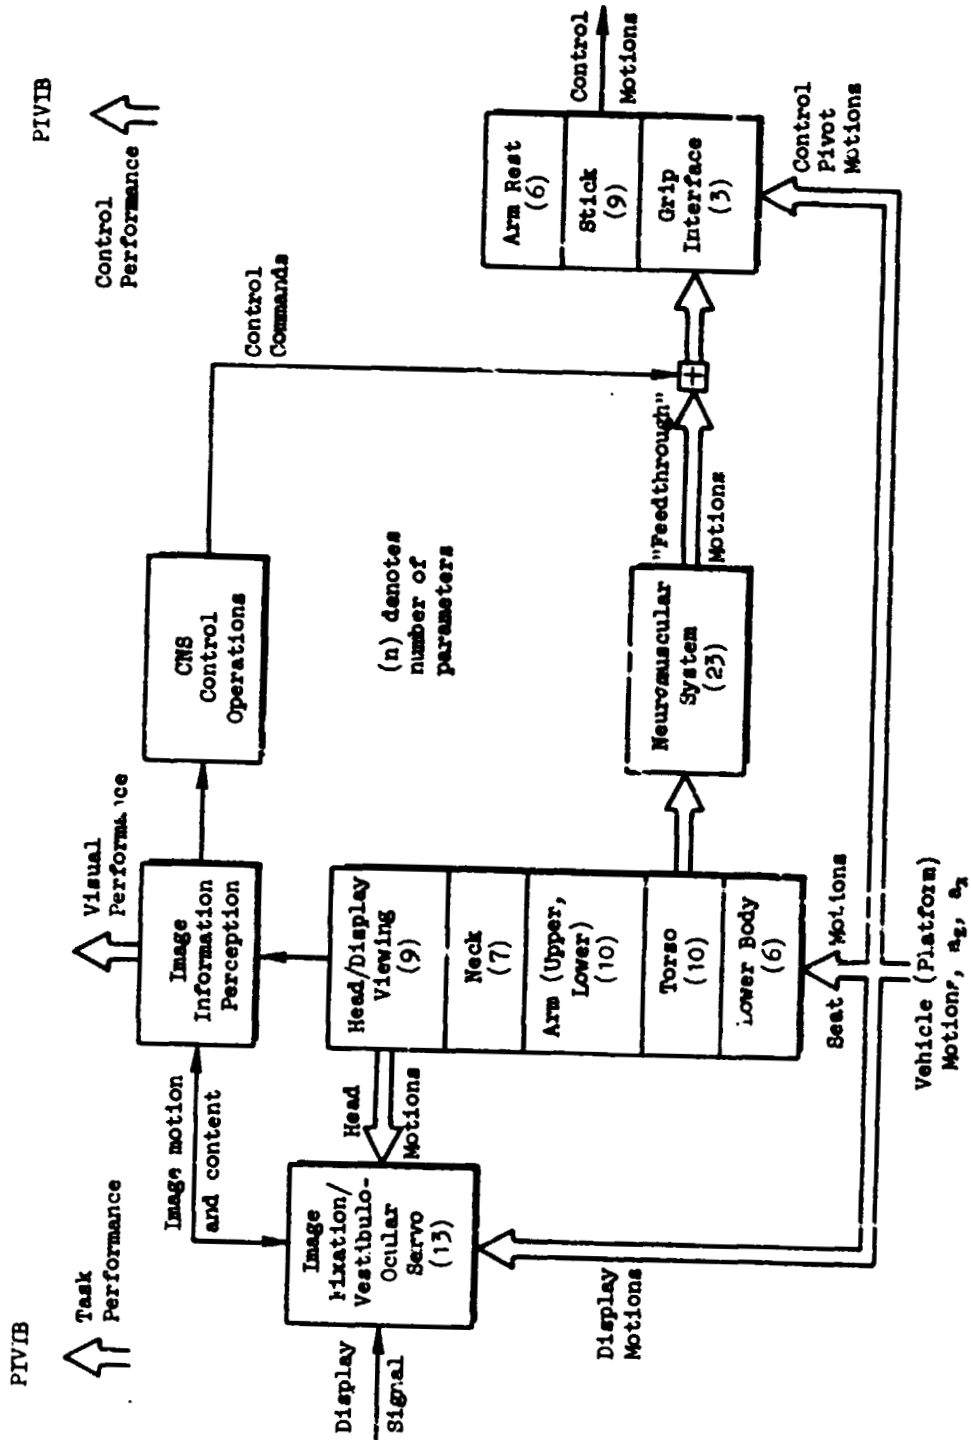 PIVIB
Task
Performance
Visual
Performance
Control
Performance
PIVIB
Image motion
and content
Image
Information
Perception
CNS
Control
Operations
Control
Commands
Display
Signal
Image
Fixation/
Vestibulo-
Ocular
Servo
(13)
Head
Motions
Head/Display
Viewing
(9)
Neck
(7)
Arm (Upper,
Lower)
(10)
Torso
(10)
Lower Body
(6)
(n) denotes
number of
parameters
Neuromuscular
System
(23)
"Feedthrough"
Motions
+
Arm Rest
(6)
Stick
(9)
Grip
Interface
(3)
Control
Motions
Display
Motions
Seat Motions
Control
Pivot
Motions
Vehicle (Platform)
Motions, a_z, a_x